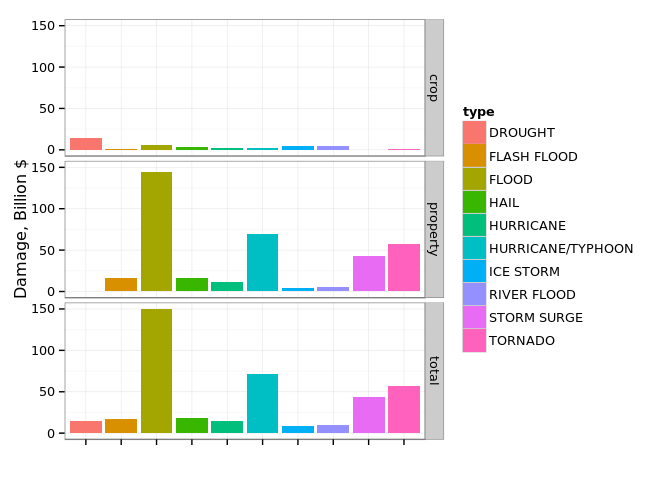 150
100
50
0
crop
150
100
50
0
property
150
100
50
0
total
Damage, Billion $
type
DROUGHT
FLASH FLOOD
FLOOD
HAIL
HURRICANE
HURRICANE/TYPHOON
ICE STORM
RIVER FLOOD
STORM SURGE
TORNADO